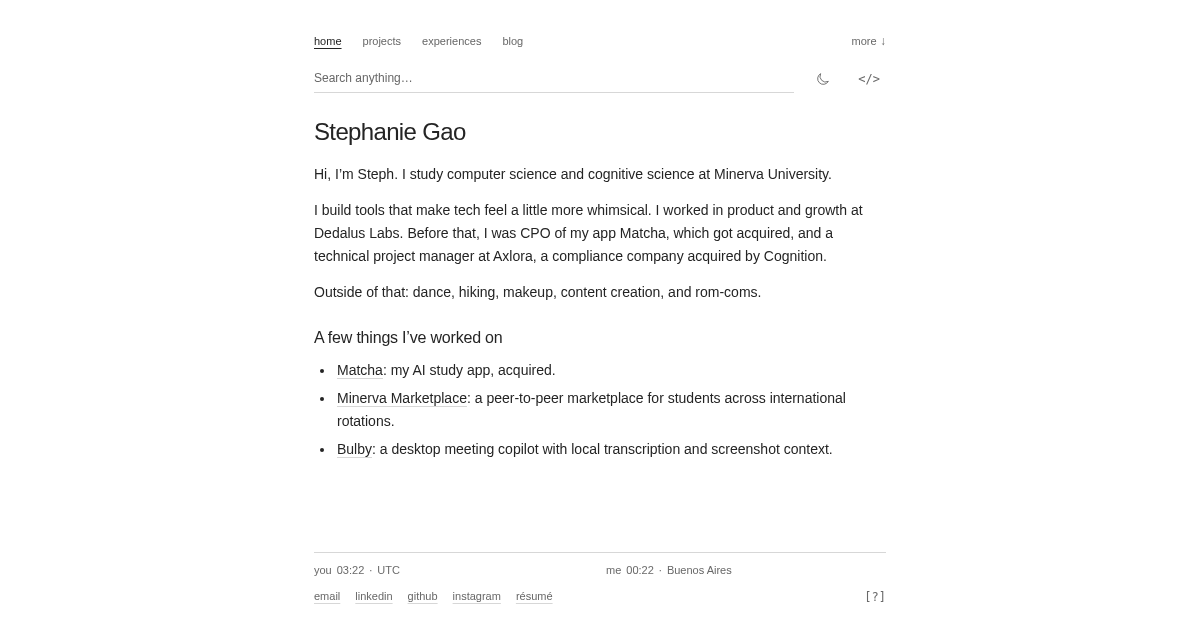 home projects experiences blog more ↓
Search anything… </>
Stephanie Gao
Hi, I’m Steph. I study computer science and cognitive science at Minerva University.
I build tools that make tech feel a little more whimsical. I worked in product and growth at
Dedalus Labs. Before that, I was CPO of my app Matcha, which got acquired, and a
technical project manager at Axlora, a compliance company acquired by Cognition.
Outside of that: dance, hiking, makeup, content creation, and rom-coms.
A few things I’ve worked on
• Matcha: my AI study app, acquired.
• Minerva Marketplace: a peer-to-peer marketplace for students across international
rotations.
• Bulby: a desktop meeting copilot with local transcription and screenshot context.
you 03:22 · UTC me 00:22 · Buenos Aires
email linkedin github instagram résumé [?]